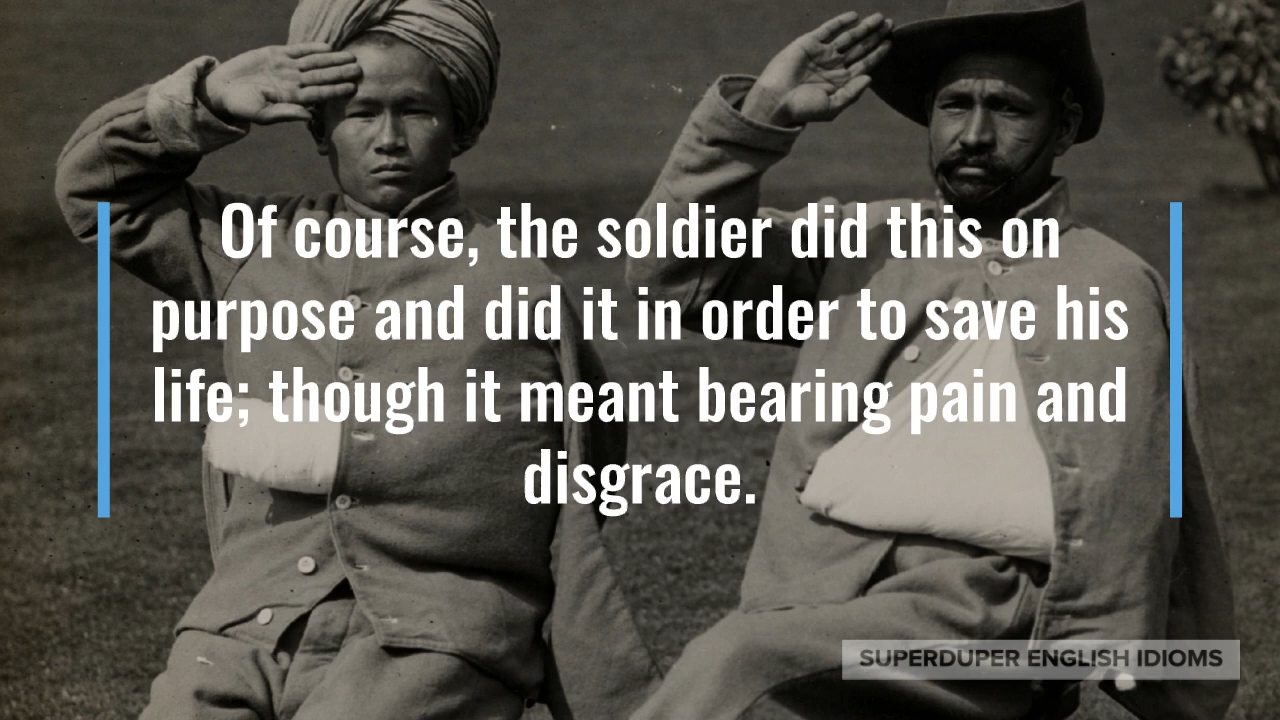 Of course, the soldier did this on
purpose and did it in order to save his
life; though it meant bearing pain and
disgrace.
SUPERDUPER ENGLISH IDIOMS